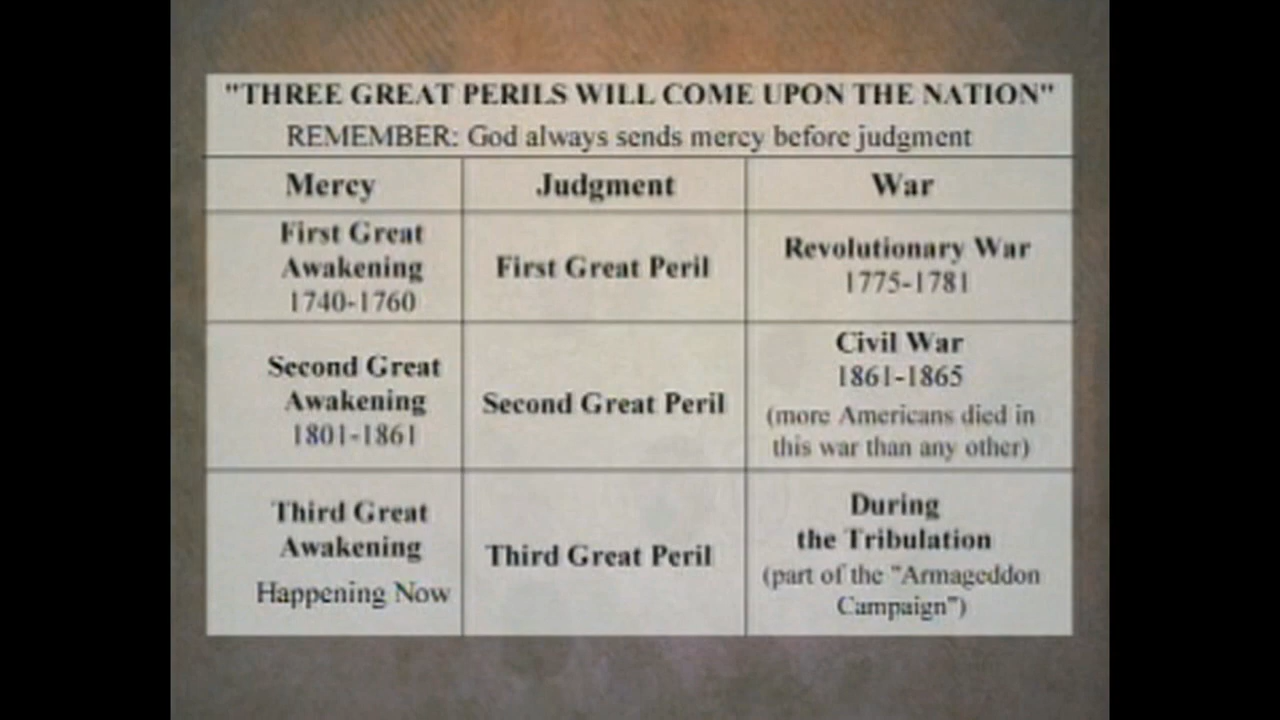 "THREE GREAT PERILS WILL COME UPON THE NATION"
REMEMBER: God always sends mercy before judgment
Mercy
Judgment
War
First Great
Awakening
1740-1760
First Great Peril
Revolutionary War
1775-1781
Second Great
Awakening
1801-1861
Second Great Peril
Civil War
1861-1865
(more Americans died in
this war than any other)
Third Great
Awakening
Happening Now
Third Great Peril
During
the Tribulation
(part of the "Armageddon
Campaign")